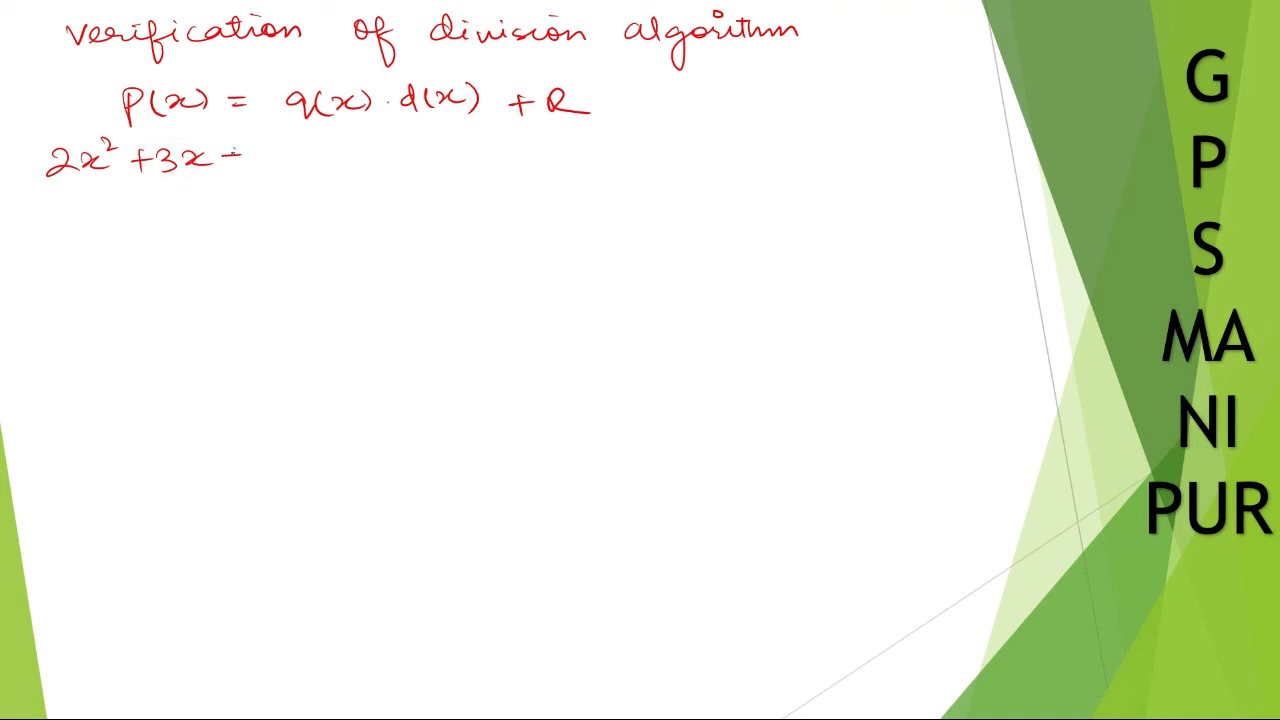 verification of division algorithm
P(x) = q(x) · d(x) + R
2x² + 3x -
G
P
S
MA
NI
PUR